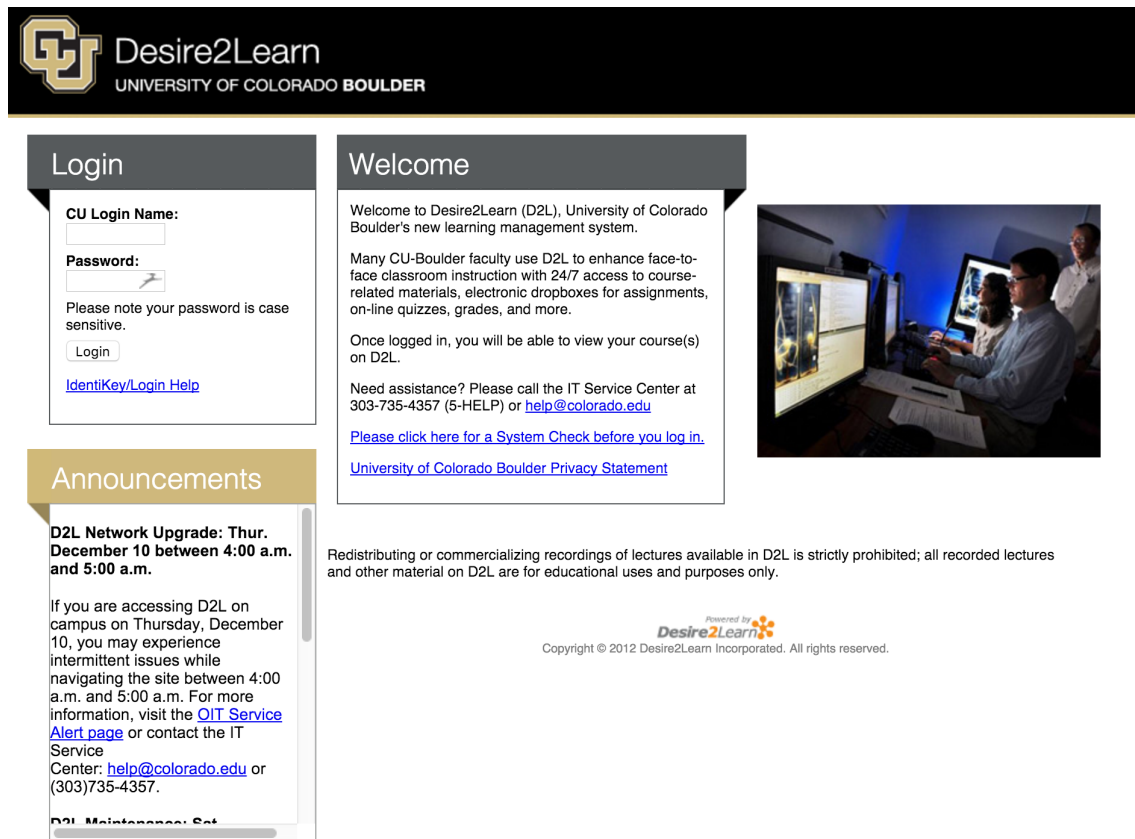 Desire2Learn
UNIVERSITY OF COLORADO BOULDER
Login
CU Login Name:
Password:
Please note your password is case
sensitive.
Login
IdentiKey/Login Help
Welcome
Welcome to Desire2Learn (D2L), University of Colorado
Boulder's new learning management system.
Many CU-Boulder faculty use D2L to enhance face-to-
face classroom instruction with 24/7 access to course-
related materials, electronic dropboxes for assignments,
on-line quizzes, grades, and more.
Once logged in, you will be able to view your course(s)
on D2L.
Need assistance? Please call the IT Service Center at
303-735-4357 (5-HELP) or help@colorado.edu
Please click here for a System Check before you log in.
University of Colorado Boulder Privacy Statement
Announcements
D2L Network Upgrade: Thur.
December 10 between 4:00 a.m.
and 5:00 a.m.
If you are accessing D2L on
campus on Thursday, December
10, you may experience
intermittent issues while
navigating the site between 4:00
a.m. and 5:00 a.m. For more
information, visit the OIT Service
Alert page or contact the IT
Service
Center: help@colorado.edu or
(303)735-4357.
D2L Maintenance: Sat.
Redistributing or commercializing recordings of lectures available in D2L is strictly prohibited; all recorded lectures
and other material on D2L are for educational uses and purposes only.
Powered by
Desire2Learn
Copyright © 2012 Desire2Learn Incorporated. All rights reserved.